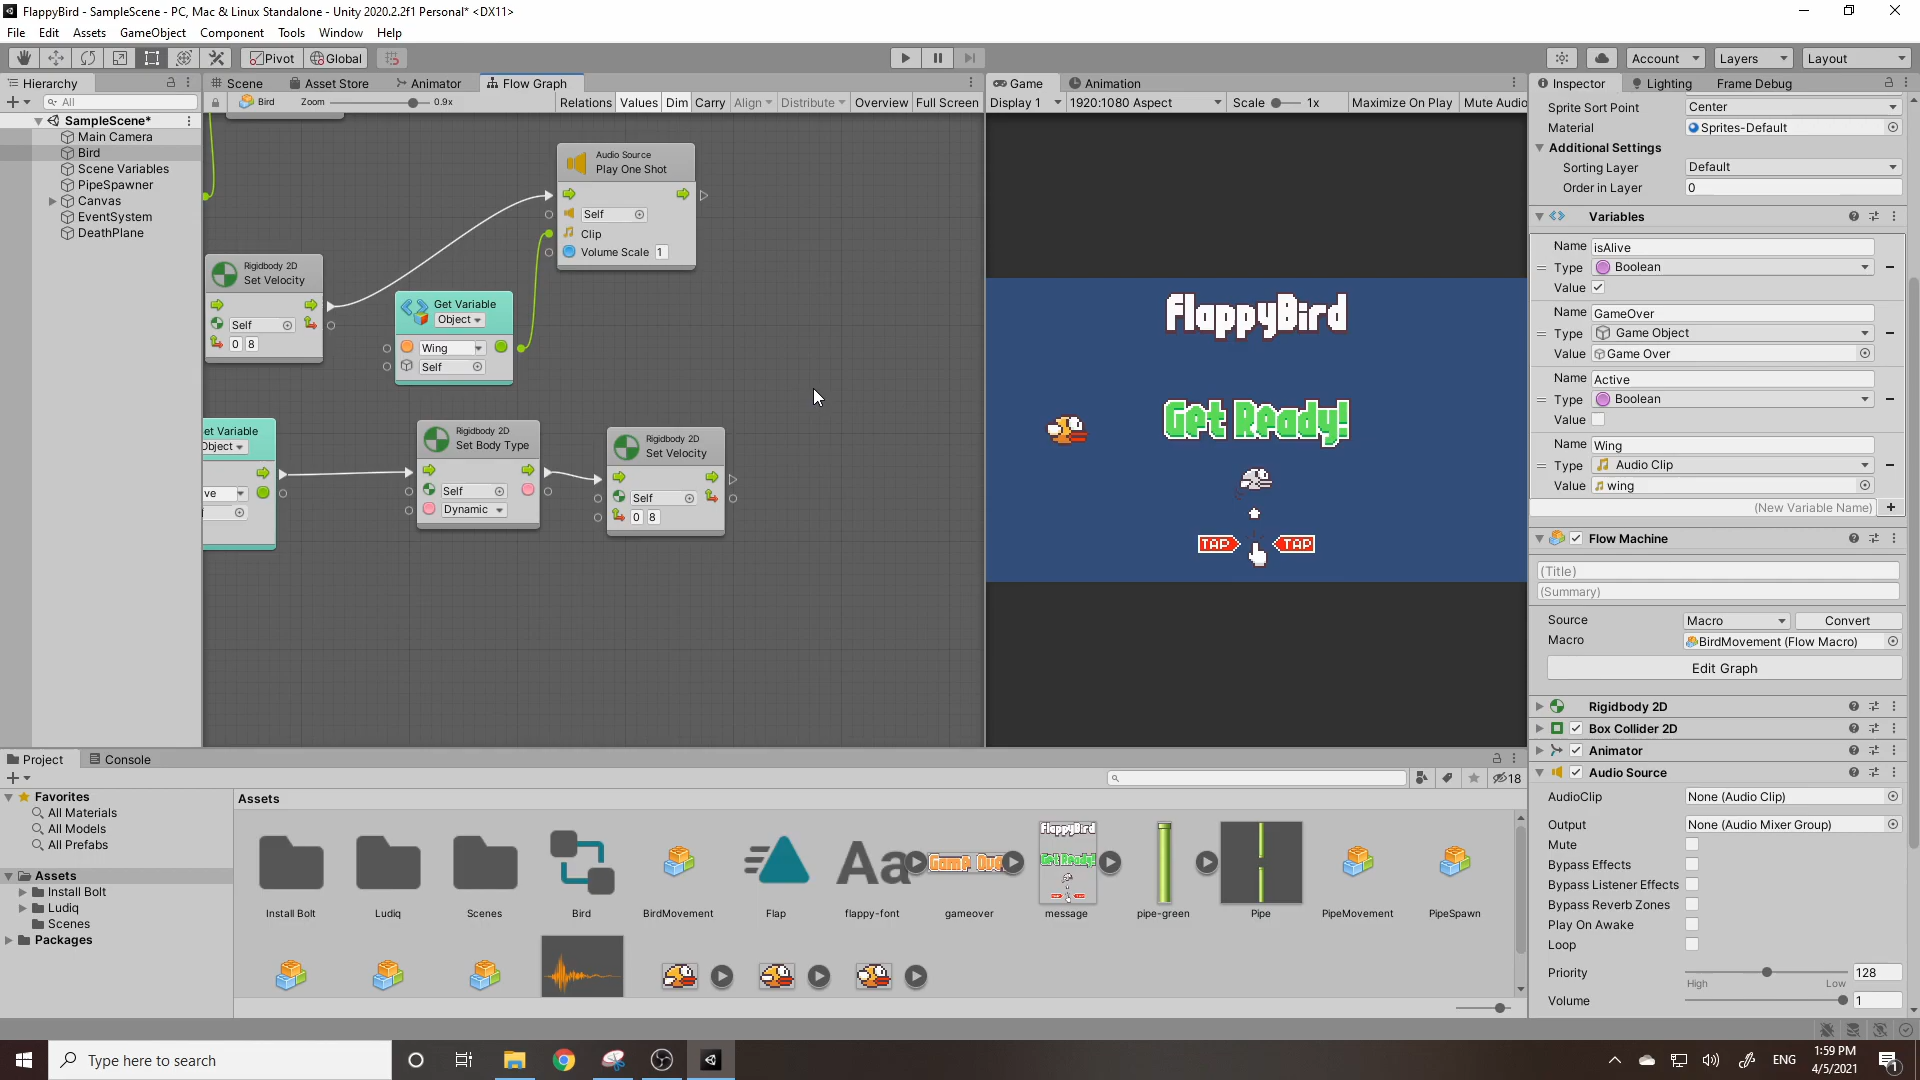 FlappyBird - SampleScene - PC, Mac & Linux Standalone - Unity 2020.2.2f1 Personal* <DX11>
File Edit Assets GameObject Component Tools Window Help
Pivot Global Account Layers Layout
Hierarchy Scene Asset Store Animator Flow Graph Game Animation Inspector Lighting Frame Debug
All Bird Zoom 0.9x Relations Values Dim Carry Align Distribute Overview Full Screen Display 1 1920:1080 Aspect Scale 1x Maximize On Play Mute Audio
SampleScene*
Main Camera
Bird
Scene Variables
PipeSpawner
Canvas
EventSystem
DeathPlane
Audio Source
Play One Shot
Self
Clip
Volume Scale 1
Rigidbody 2D
Set Velocity
Self
0 8
Get Variable
Object
Wing
Self
et Variable
Object
ve
f
Rigidbody 2D
Set Body Type
Self
Dynamic
Rigidbody 2D
Set Velocity
Self
0 8
FlappyBird
Get Ready!
TAP TAP
Sprite Sort Point Center
Material Sprites-Default
Additional Settings
Sorting Layer Default
Order in Layer 0
Variables
Name isAlive
Type Boolean
Value
Name GameOver
Type Game Object
Value Game Over
Name Active
Type Boolean
Value
Name Wing
Type Audio Clip
Value wing
(New Variable Name)
Flow Machine
(Title)
(Summary)
Source Macro Convert
Macro BirdMovement (Flow Macro)
Edit Graph
Rigidbody 2D
Box Collider 2D
Animator
Audio Source
AudioClip None (Audio Clip)
Output None (Audio Mixer Group)
Mute
Bypass Effects
Bypass Listener Effects
Bypass Reverb Zones
Play On Awake
Loop
Priority 128
High Low
Volume 1
Project Console
18
Favorites
All Materials
All Models
All Prefabs
Assets
Install Bolt
Ludiq
Scenes
Packages
Assets
Aa
Game Ove
FlappyBird
Get Ready!
Install Bolt Ludiq Scenes Bird BirdMovement Flap flappy-font gameover message pipe-green Pipe PipeMovement PipeSpawn
Type here to search
ENG
1:59 PM
4/5/2021
1